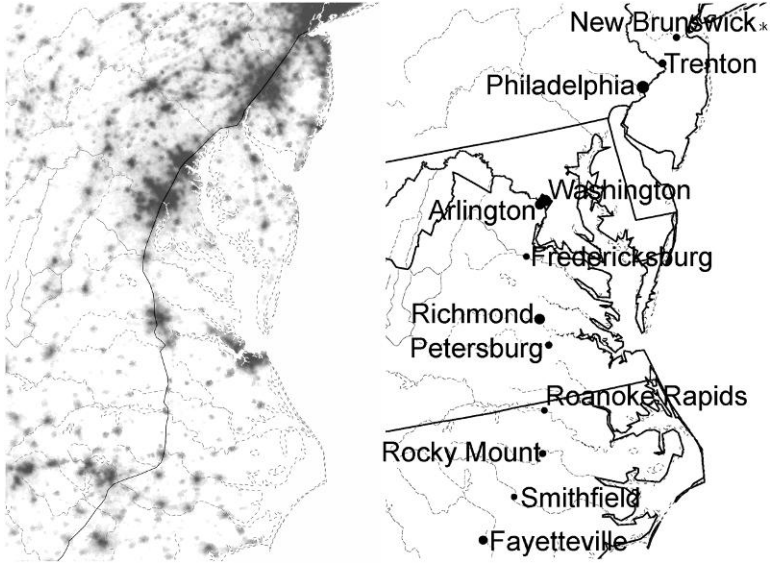 New Brunswick
Trenton
Philadelphia
Washington
Arlington
Fredericksburg
Richmond
Petersburg
Roanoke Rapids
Rocky Mount
Smithfield
Fayetteville